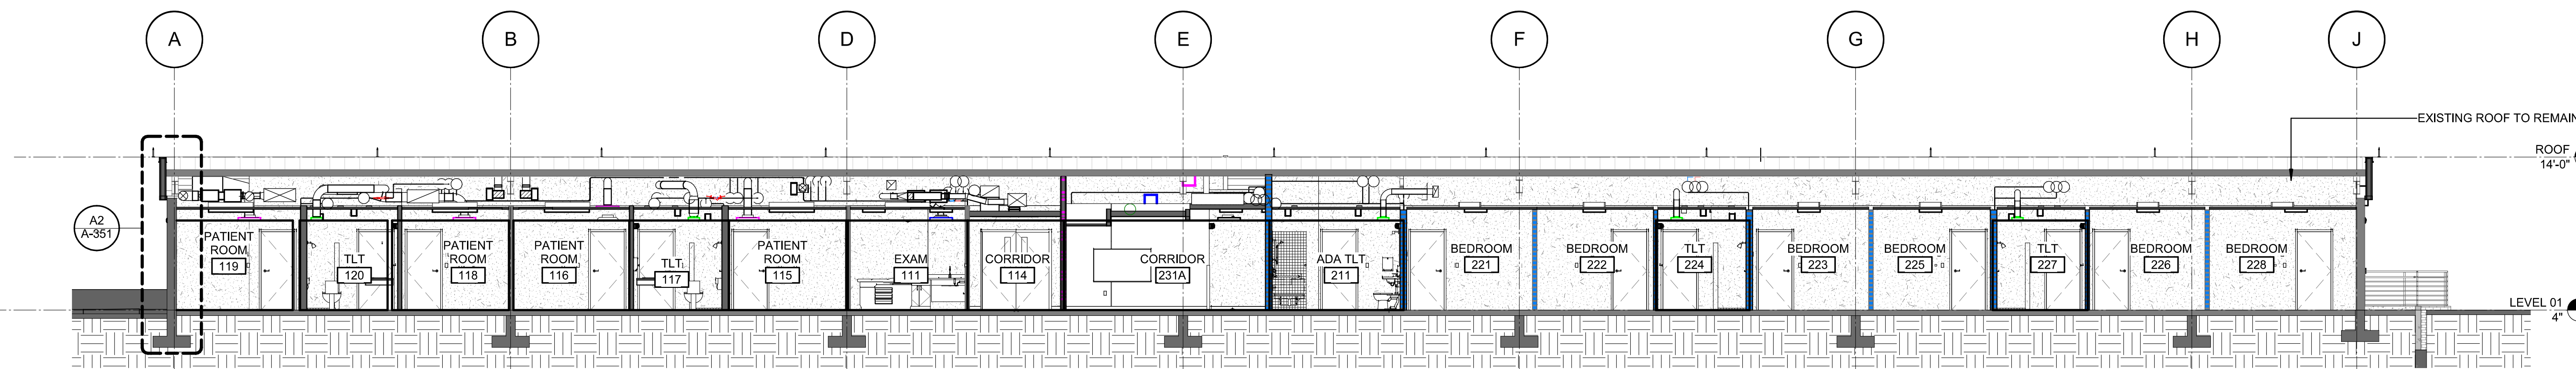 A
B
D
E
F
G
H
J
EXISTING ROOF TO REMAIN
ROOF
14'-0"
A2
A-351
PATIENT
ROOM
119
TLT
120
PATIENT
ROOM
118
PATIENT
ROOM
116
TLT
117
PATIENT
ROOM
115
EXAM
111
CORRIDOR
114
CORRIDOR
231A
ADA TLT
211
BEDROOM
221
BEDROOM
222
TLT
224
BEDROOM
223
BEDROOM
225
TLT
227
BEDROOM
226
BEDROOM
228
LEVEL 01
4"